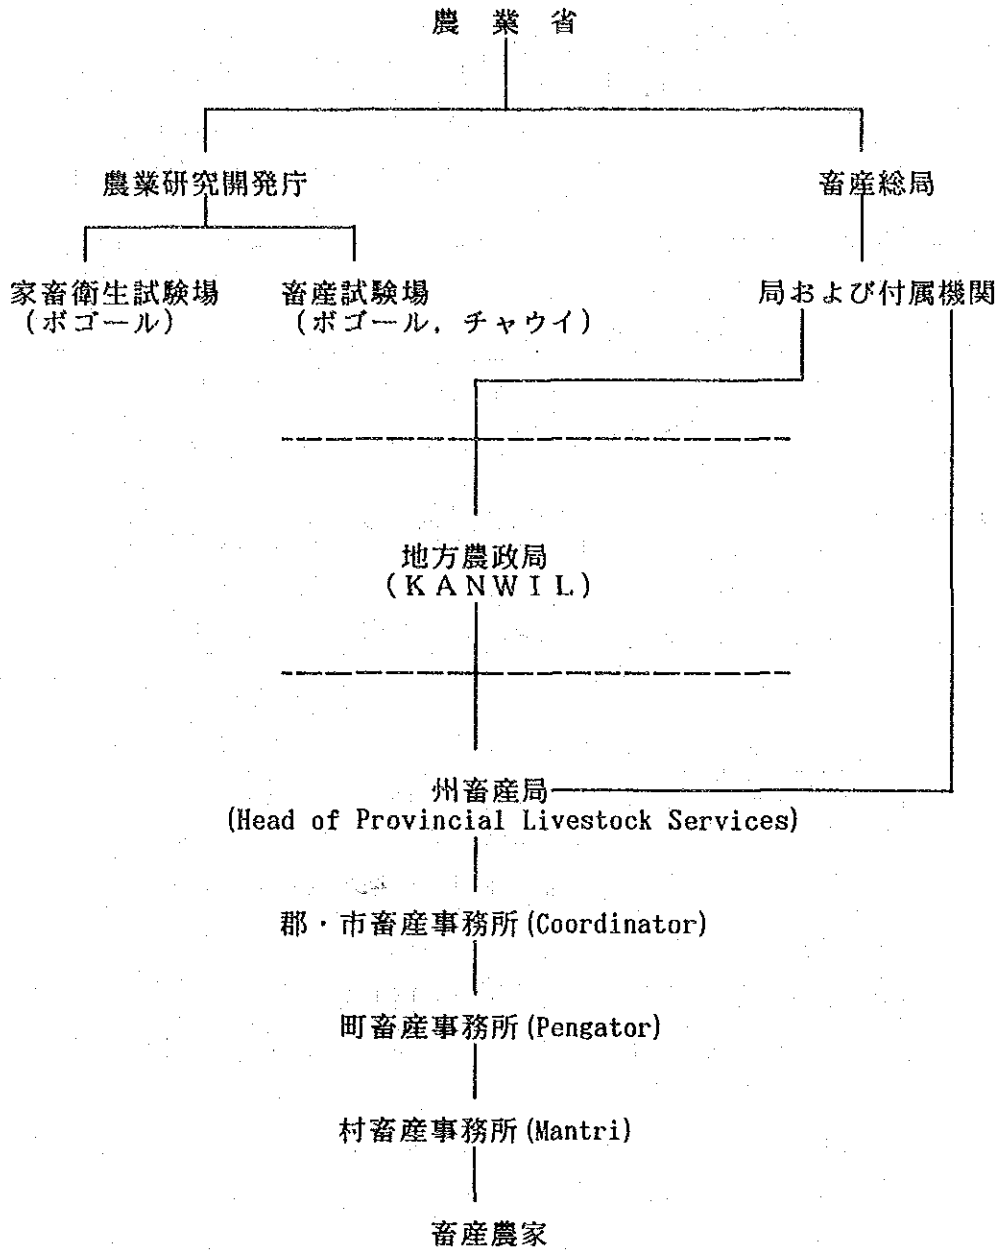 農 業 省
農業研究開発庁
畜産総局
家畜衛生試験場
(ボゴール)
畜産試験場
(ボゴール, チャウイ)
局および付属機関
地方農政局
(KANWIL)
州畜産局
(Head of Provincial Livestock Services)
郡・市畜産事務所 (Coordinator)
町畜産事務所 (Pengator)
村畜産事務所 (Mantri)
畜産農家